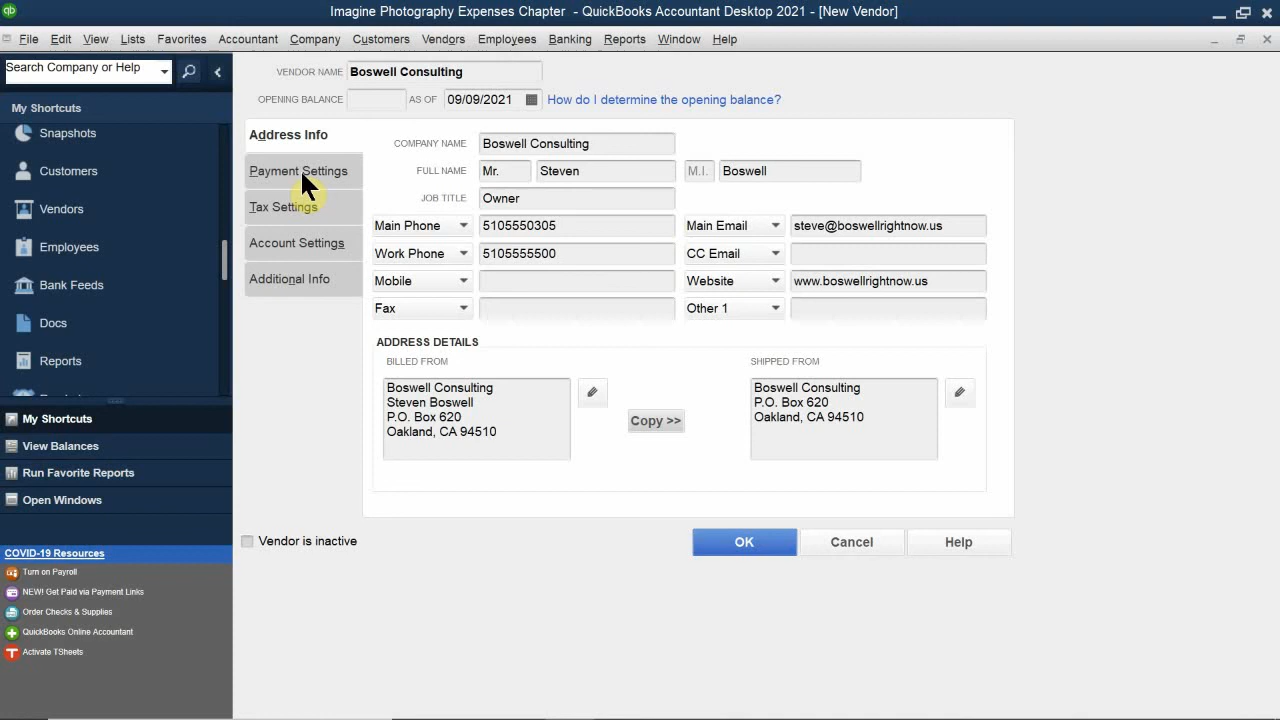 qb
Imagine Photography Expenses Chapter - QuickBooks Accountant Desktop 2021 - [New Vendor]
File Edit View Lists Favorites Accountant Company Customers Vendors Employees Banking Reports Window Help
Search Company or Help
My Shortcuts
Snapshots
Customers
Vendors
Employees
Bank Feeds
Docs
Reports
My Shortcuts
View Balances
Run Favorite Reports
Open Windows
COVID-19 Resources
Turn on Payroll
NEW! Get Paid via Payment Links
Order Checks & Supplies
QuickBooks Online Accountant
T Activate TSheets
VENDOR NAME Boswell Consulting
OPENING BALANCE AS OF 09/09/2021 How do I determine the opening balance?
Address Info
Payment Settings
Tax Settings
Account Settings
Additional Info
COMPANY NAME Boswell Consulting
FULL NAME Mr. Steven M.I. Boswell
JOB TITLE Owner
Main Phone 5105550305 Main Email steve@boswellrightnow.us
Work Phone 5105555500 CC Email
Mobile Website www.boswellrightnow.us
Fax Other 1
ADDRESS DETAILS
BILLED FROM
Boswell Consulting
Steven Boswell
P.O. Box 620
Oakland, CA 94510
Copy >>
SHIPPED FROM
Boswell Consulting
P.O. Box 620
Oakland, CA 94510
Vendor is inactive
OK Cancel Help